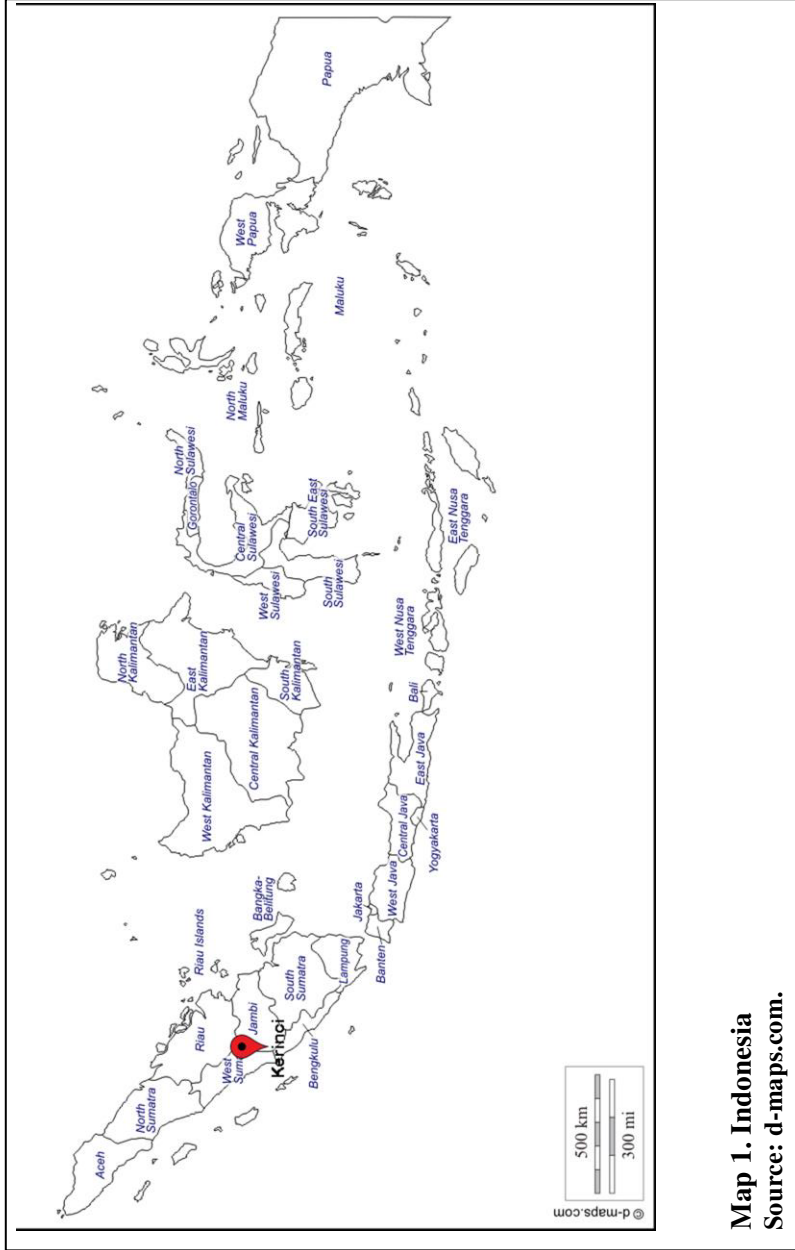 Aceh
North
Sumatra
Riau
Riau Islands
West
Suma
Kerinci
Jambi
Bengkulu
South
Sumatra
Bangka-
Belitung
Lampung
Banten
Jakarta
West Java
Central Java
Yogyakarta
East Java
Bali
West Nusa
Tenggara
East Nusa
Tenggara
West Kalimantan
Central Kalimantan
South
Kalimantan
East
Kalimantan
North
Kalimantan
West
Sulawesi
South
Sulawesi
Central
Sulawesi
South East
Sulawesi
Gorontalo
North
Sulawesi
North
Maluku
Maluku
West
Papua
Papua
500 km
300 mi
© d-maps.com
Map 1. Indonesia
Source: d-maps.com.